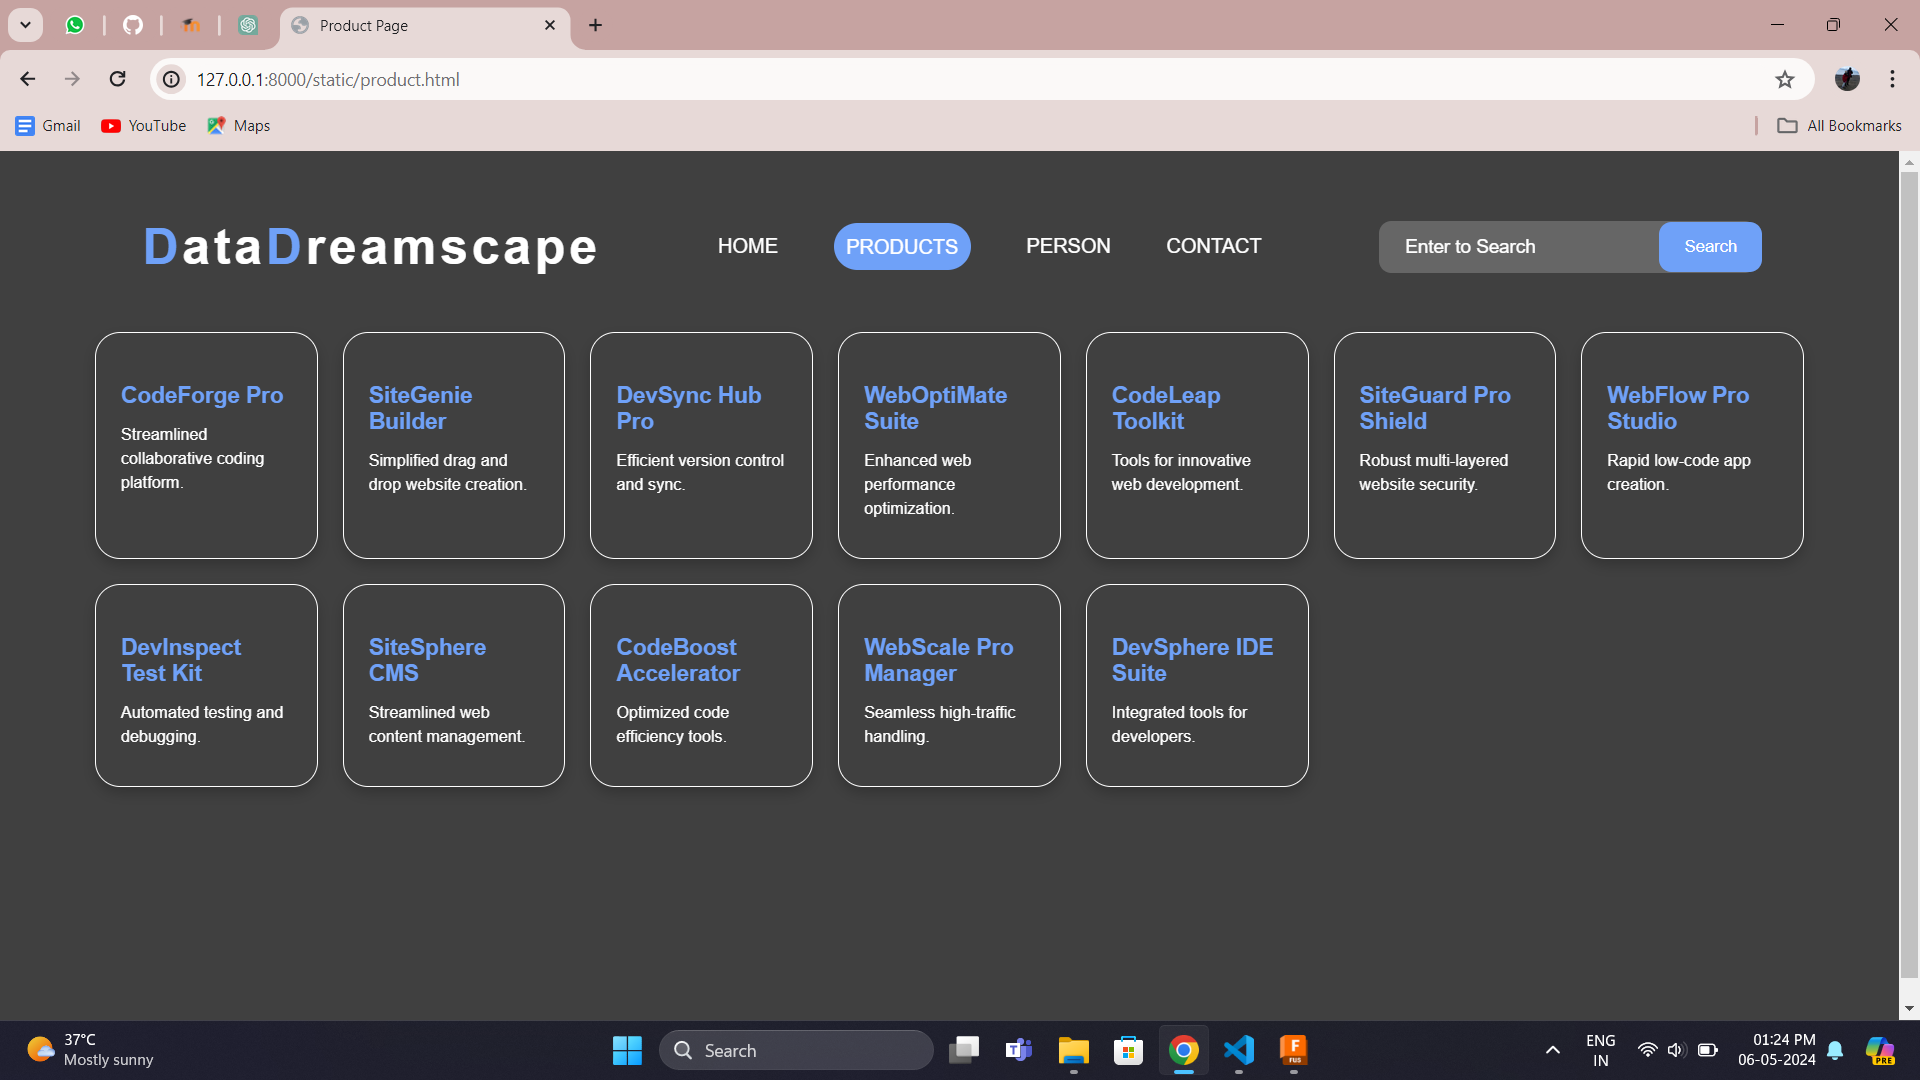 Product Page
127.0.0.1:8000/static/product.html
Gmail YouTube Maps All Bookmarks
DataDreamscape HOME PRODUCTS PERSON CONTACT Enter to Search Search
CodeForge Pro
Streamlined
collaborative coding
platform.
SiteGenie
Builder
Simplified drag and
drop website creation.
DevSync Hub
Pro
Efficient version control
and sync.
WebOptiMate
Suite
Enhanced web
performance
optimization.
CodeLeap
Toolkit
Tools for innovative
web development.
SiteGuard Pro
Shield
Robust multi-layered
website security.
WebFlow Pro
Studio
Rapid low-code app
creation.
DevInspect
Test Kit
Automated testing and
debugging.
SiteSphere
CMS
Streamlined web
content management.
CodeBoost
Accelerator
Optimized code
efficiency tools.
WebScale Pro
Manager
Seamless high-traffic
handling.
DevSphere IDE
Suite
Integrated tools for
developers.
37°C
Mostly sunny
Search
ENG
IN
01:24 PM
06-05-2024
PRE